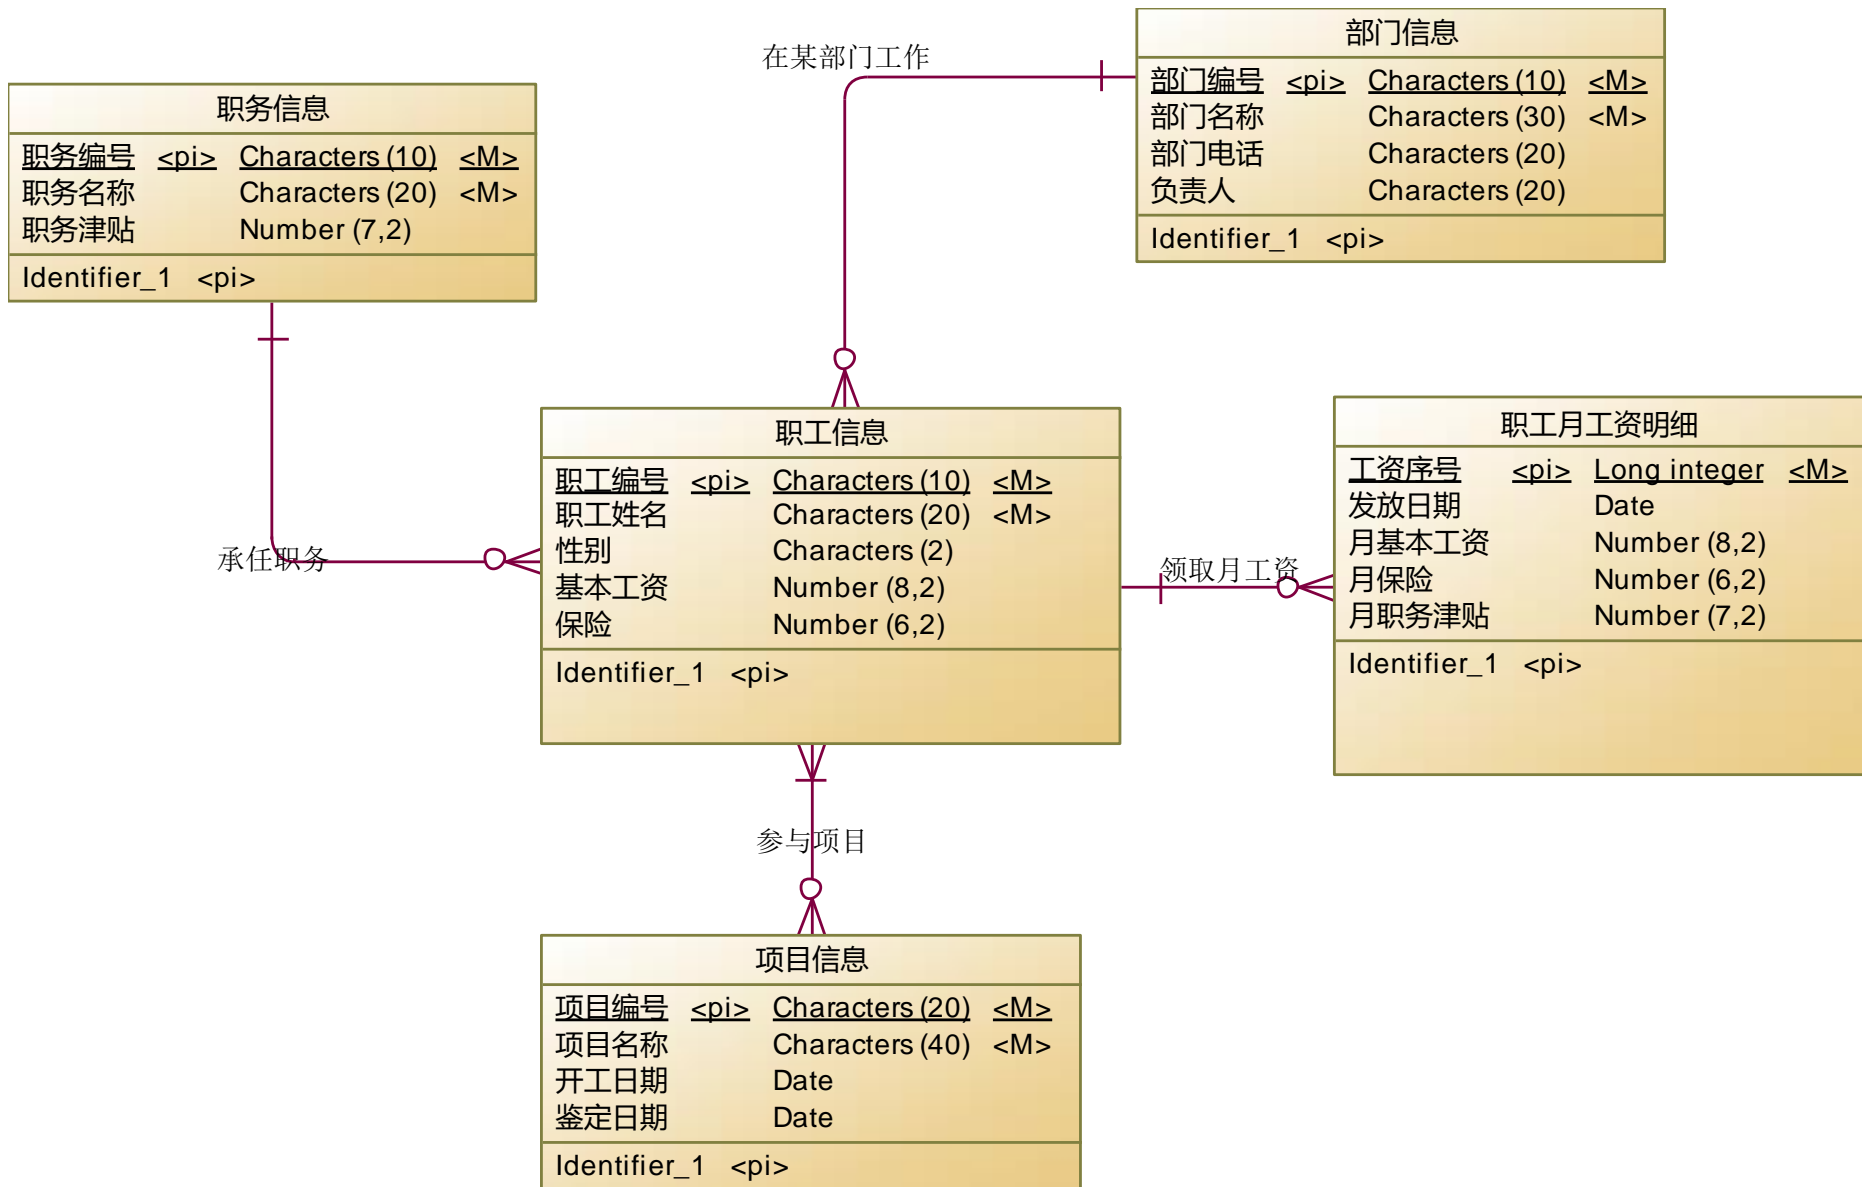 在某部门工作
部门信息
部门编号 <pi> Characters (10) <M>
部门名称 Characters (30) <M>
部门电话 Characters (20)
负责人 Characters (20)
Identifier_1 <pi>
职务信息
职务编号 <pi> Characters (10) <M>
职务名称 Characters (20) <M>
职务津贴 Number (7,2)
Identifier_1 <pi>
承任职务
职工信息
职工编号 <pi> Characters (10) <M>
职工姓名 Characters (20) <M>
性别 Characters (2)
基本工资 Number (8,2)
保险 Number (6,2)
Identifier_1 <pi>
领取月工资
职工月工资明细
工资序号 <pi> Long integer <M>
发放日期 Date
月基本工资 Number (8,2)
月保险 Number (6,2)
月职务津贴 Number (7,2)
Identifier_1 <pi>
参与项目
项目信息
项目编号 <pi> Characters (20) <M>
项目名称 Characters (40) <M>
开工日期 Date
鉴定日期 Date
Identifier_1 <pi>